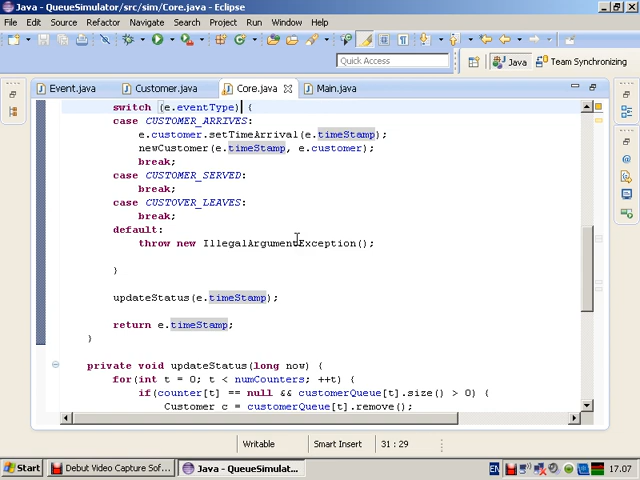 Java - QueueSimulator/src/sim/Core.java - Eclipse
File Edit Source Refactor Navigate Search Project Run Window Help
Quick Access
Java
Team Synchronizing
Event.java Customer.java Core.java Main.java
switch (e.eventType) {
case CUSTOMER_ARRIVES:
e.customer.setTimeArrival(e.timeStamp);
newCustomer(e.timeStamp, e.customer);
break;
case CUSTOMER_SERVED:
break;
case CUSTOVER_LEAVES:
break;
default:
throw new IllegalArgumentException();
}
updateStatus(e.timeStamp);
return e.timeStamp;
}
private void updateStatus(long now) {
for(int t = 0; t < numCounters; ++t) {
if(counter[t] == null && customerQueue[t].size() > 0) {
Customer c = customerQueue[t].remove();
Writable Smart Insert 31 : 29
Start Debut Video Capture Sof... Java - QueueSimulat... EN 17.07